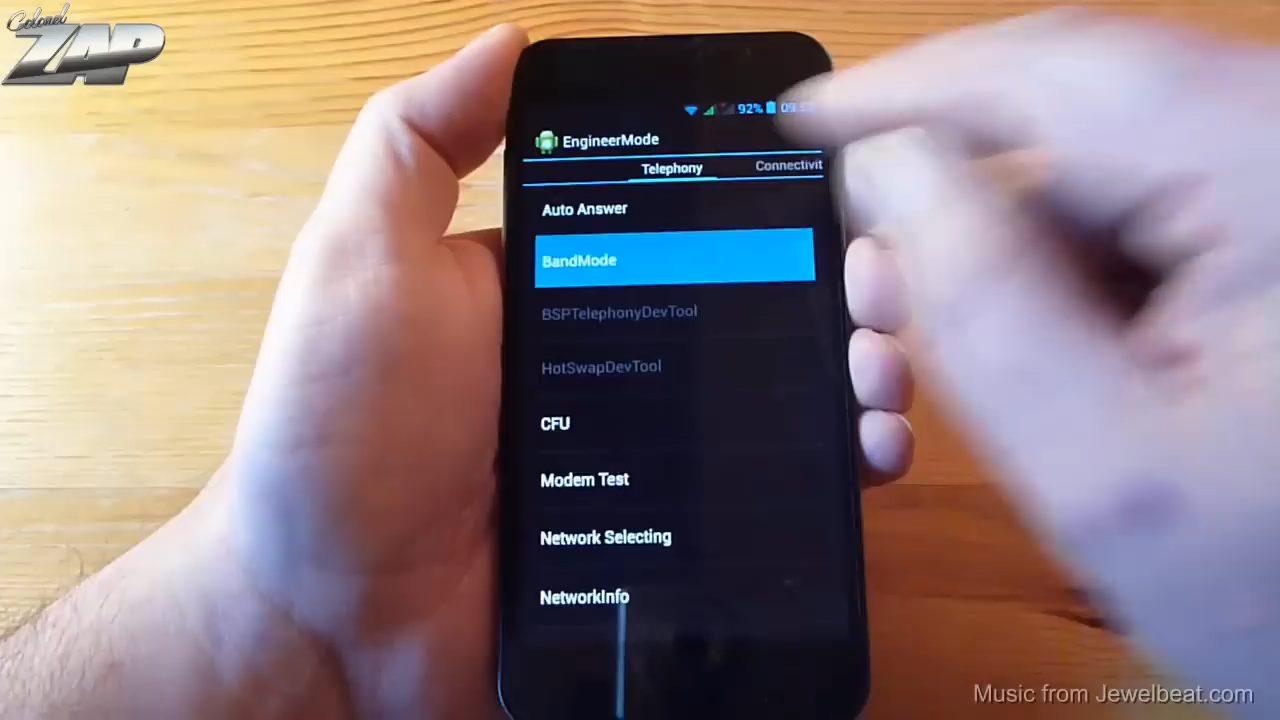 Colonel
ZAP
92%
EngineerMode
Telephony
Connectivit
Auto Answer
BandMode
BSPTelephonyDevTool
HotSwapDevTool
CFU
Modem Test
Network Selecting
NetworkInfo
Music from Jewelbeat.com